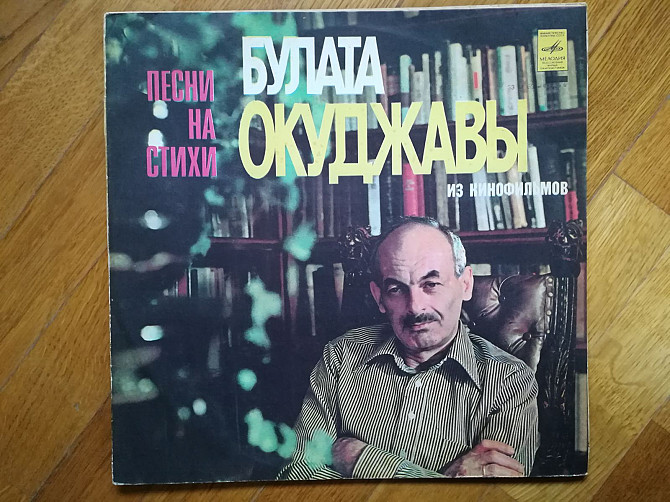 ПЕСНИ
НА
СТИХИ
БУЛАТА
ОКУДЖАВЫ
ИЗ КИНОФИЛЬМОВ
МЕЛОДИЯ